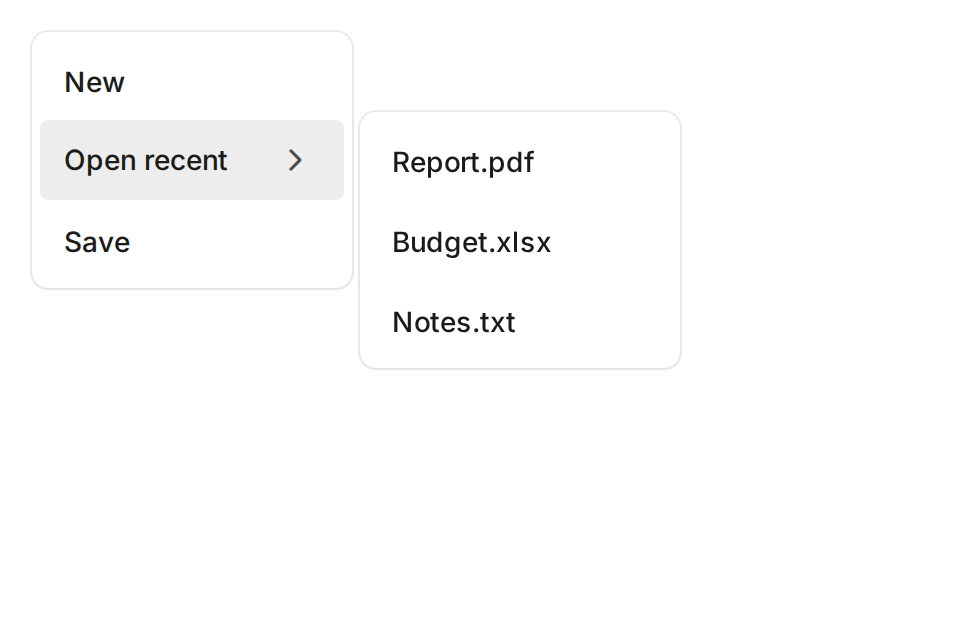 New
Open recent
Save
Report.pdf
Budget.xlsx
Notes.txt